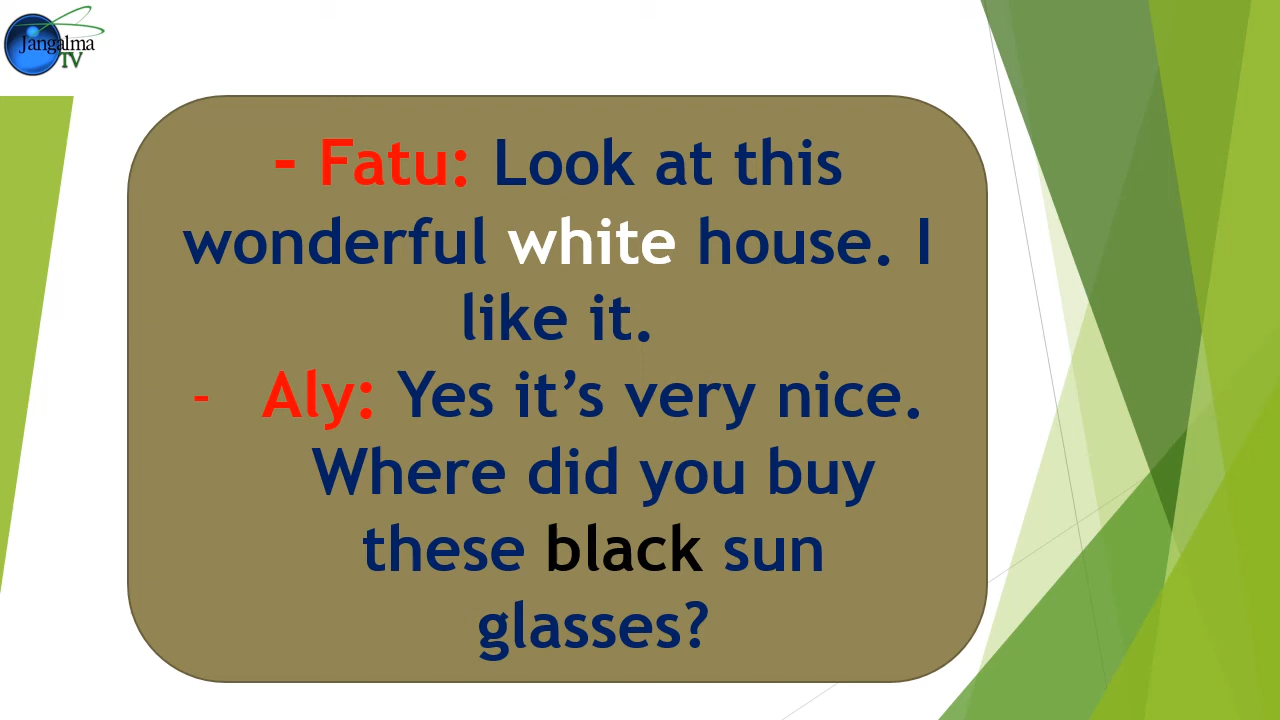 Jangalma
TV
- Fatu: Look at this
wonderful white house. I
like it.
- Aly: Yes it’s very nice.
Where did you buy
these black sun
glasses?